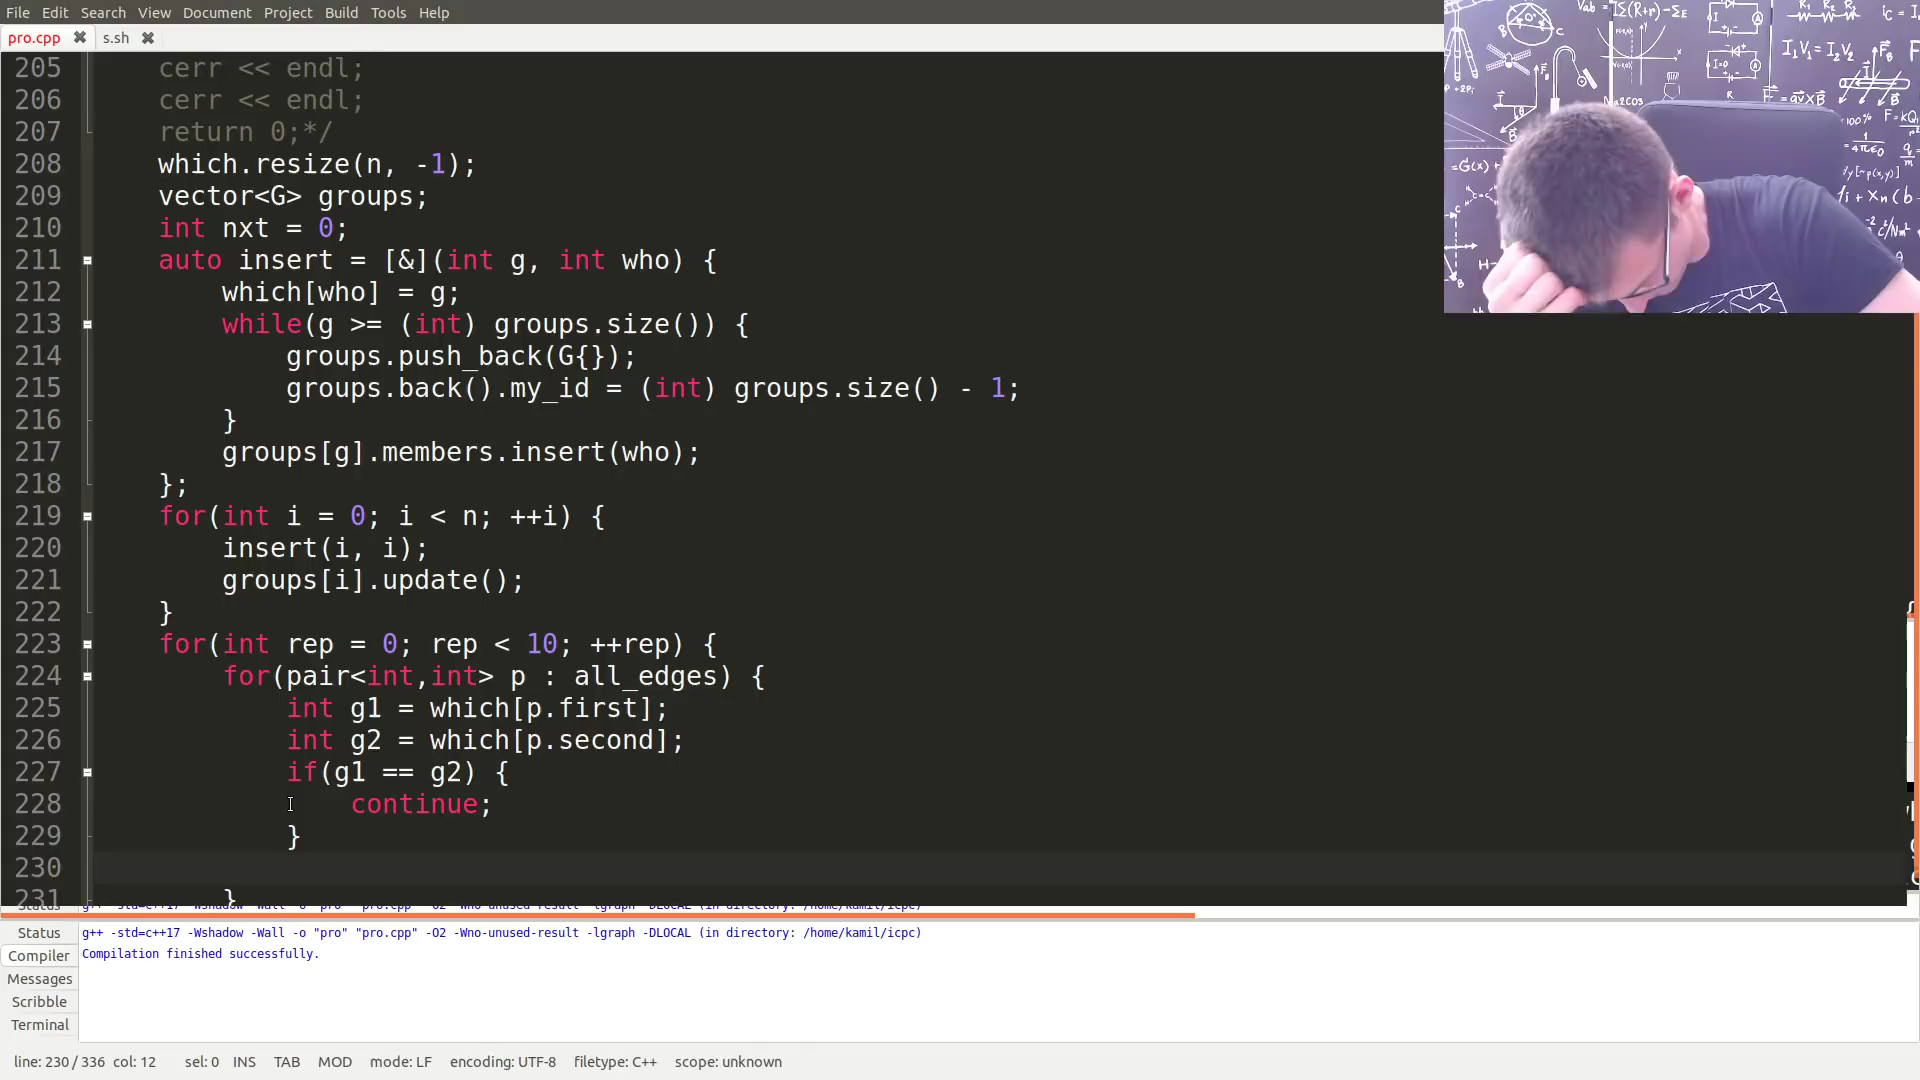 File Edit Search View Document Project Build Tools Help
pro.cpp s.sh
205 cerr << endl;
206 cerr << endl;
207 return 0;*/
208 which.resize(n, -1);
209 vector<G> groups;
210 int nxt = 0;
211 auto insert = [&](int g, int who) {
212 which[who] = g;
213 while(g >= (int) groups.size()) {
214 groups.push_back(G{});
215 groups.back().my_id = (int) groups.size() - 1;
216 }
217 groups[g].members.insert(who);
218 };
219 for(int i = 0; i < n; ++i) {
220 insert(i, i);
221 groups[i].update();
222 }
223 for(int rep = 0; rep < 10; ++rep) {
224 for(pair<int,int> p : all_edges) {
225 int g1 = which[p.first];
226 int g2 = which[p.second];
227 if(g1 == g2) {
228 continue;
229 }
230
231 }
Status g++ -std=c++17 -Wshadow -Wall -o "pro" "pro.cpp" -O2 -Wno-unused-result -lgraph -DLOCAL (in directory: /home/kamil/icpc)
Compiler Compilation finished successfully.
Messages
Scribble
Terminal
line: 230 / 336 col: 12 sel: 0 INS TAB MOD mode: LF encoding: UTF-8 filetype: C++ scope: unknown